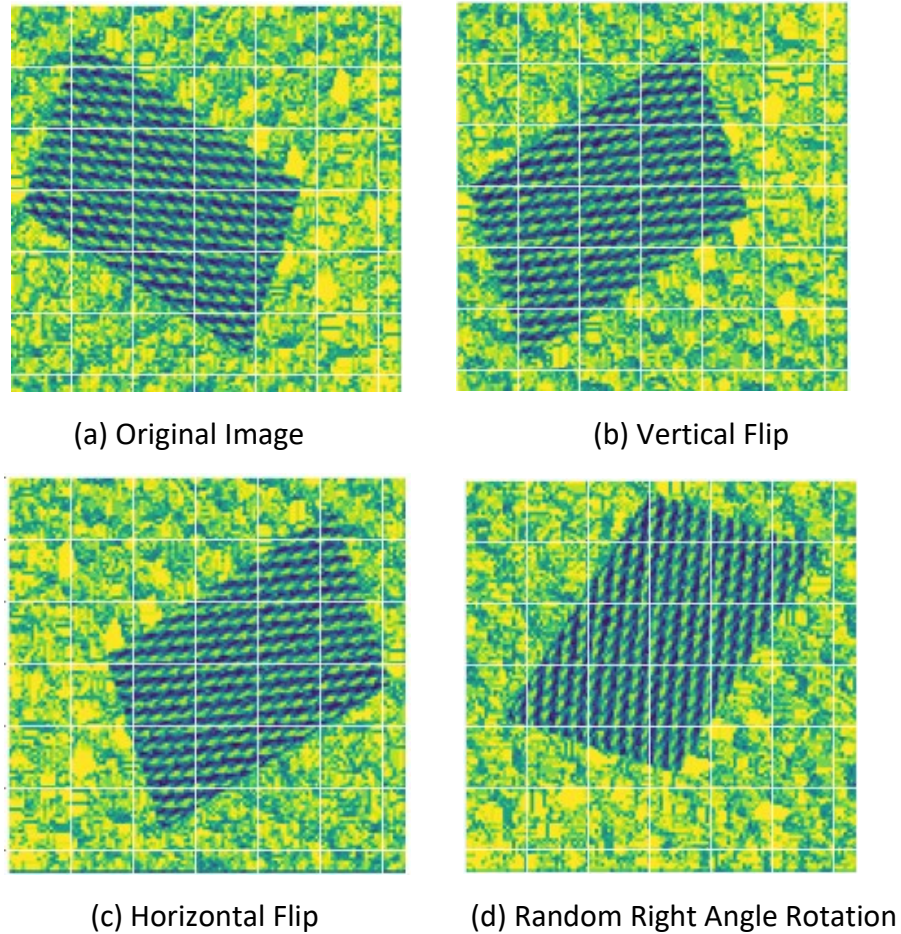 (a) Original Image
(b) Vertical Flip
(c) Horizontal Flip
(d) Random Right Angle Rotation